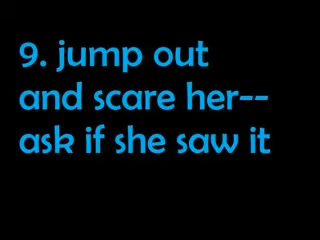 9. jump out
and scare her--
ask if she saw it